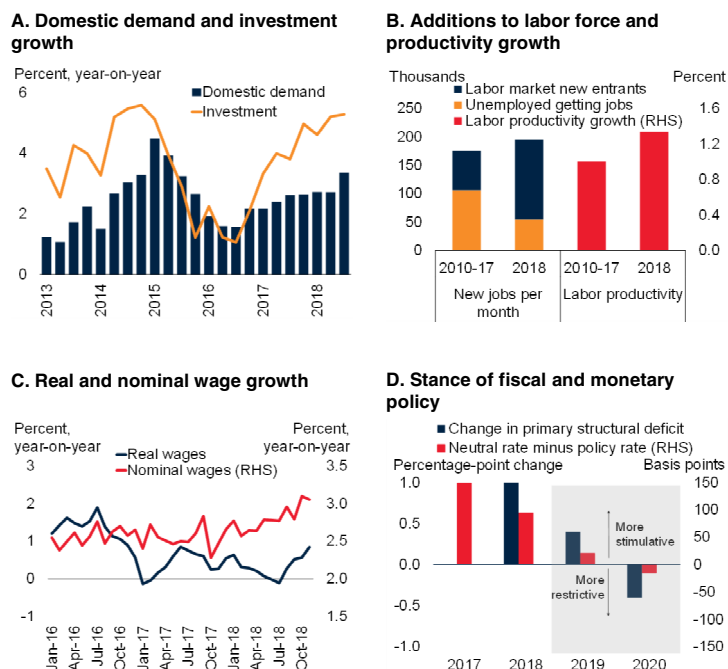 A. Domestic demand and investment
growth
Percent, year-on-year
Domestic demand
Investment
6
4
2
0
2013
2014
2015
2016
2017
2018
B. Additions to labor force and
productivity growth
Thousands
Percent
Labor market new entrants
Unemployed getting jobs
Labor productivity growth (RHS)
250
200
150
100
50
0
1.6
1.2
0.8
0.4
0.0
2010-17
2018
2010-17
2018
New jobs per
month
Labor productivity
C. Real and nominal wage growth
Percent,
year-on-year
Percent,
year-on-year
Real wages
Nominal wages (RHS)
3
2
1
0
-1
3.5
3.0
2.5
2.0
1.5
Jan-16
Apr-16
Jul-16
Oct-16
Jan-17
Apr-17
Jul-17
Oct-17
Jan-18
Apr-18
Jul-18
Oct-18
D. Stance of fiscal and monetary
policy
Change in primary structural deficit
Neutral rate minus policy rate (RHS)
Percentage-point change
Basis points
1.0
0.5
0.0
-0.5
-1.0
150
100
50
0
-50
-100
-150
More
stimulative
More
restrictive
2017
2018
2019
2020